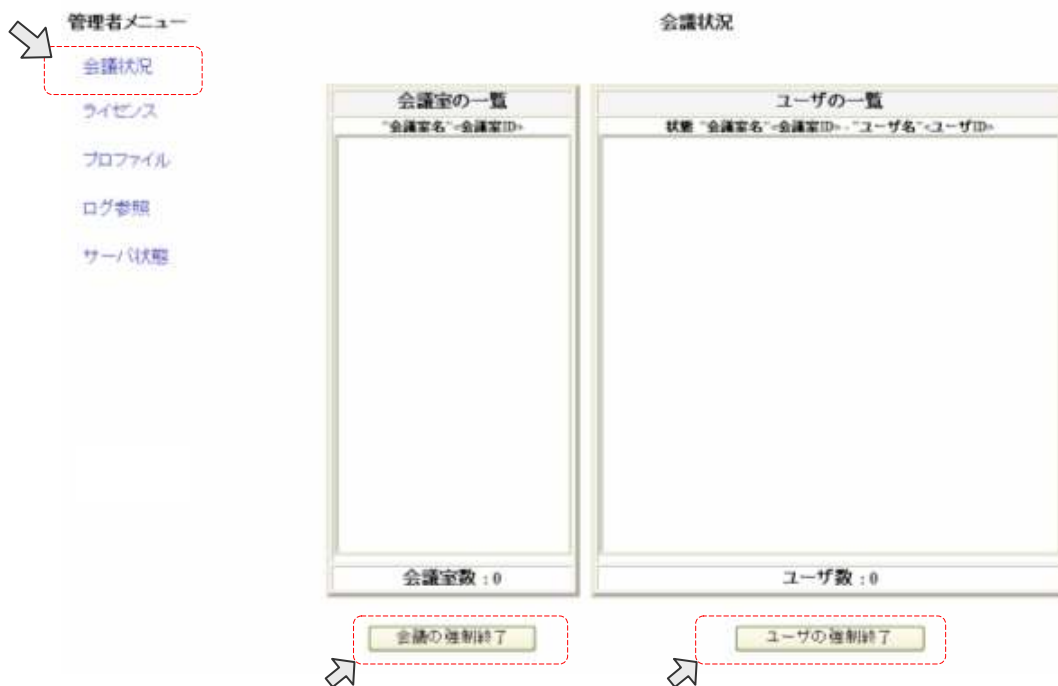 管理者メニュー
会議状況
ライセンス
プロファイル
ログ参照
サーバ状態
会議状況
会議室の一覧
"会議室名"<会議室ID>
会議室数 : 0
会議の強制終了
ユーザの一覧
状態 "会議室名"<会議室ID> - "ユーザ名"<ユーザID>
ユーザ数 : 0
ユーザの強制終了